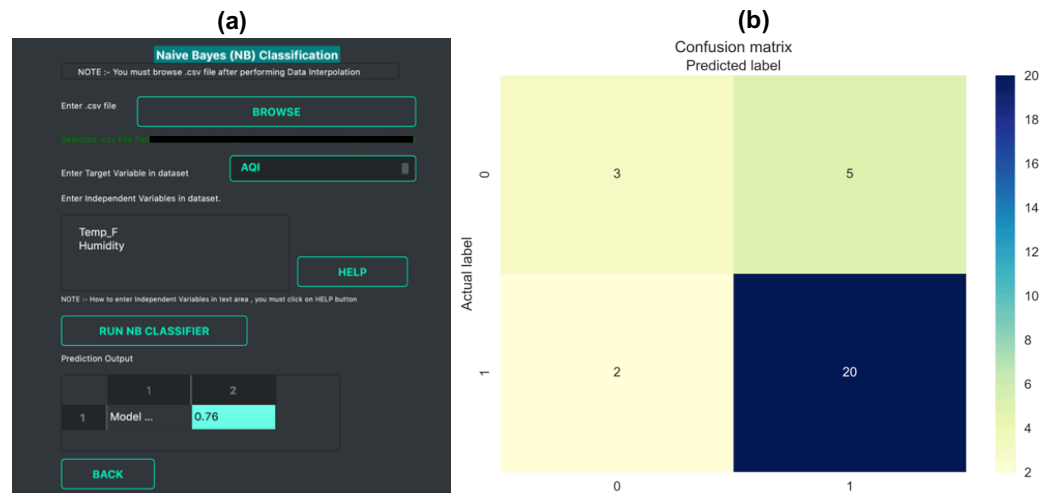 (a)
Naive Bayes (NB) Classification
NOTE :- You must browse .csv file after performing Data Interpolation
Enter .csv file
BROWSE
Selected .csv File Pat
Enter Target Variable in dataset
AQI
Enter Independent Variables in dataset.
Temp_F
Humidity
HELP
NOTE :- How to enter Independent Variables in text area , you must click on HELP button
RUN NB CLASSIFIER
Prediction Output
1 2
1 Model ... 0.76
BACK
(b)
Confusion matrix
Predicted label
Actual label
0
3 5
1
2 20
0 1
20
18
16
14
12
10
8
6
4
2